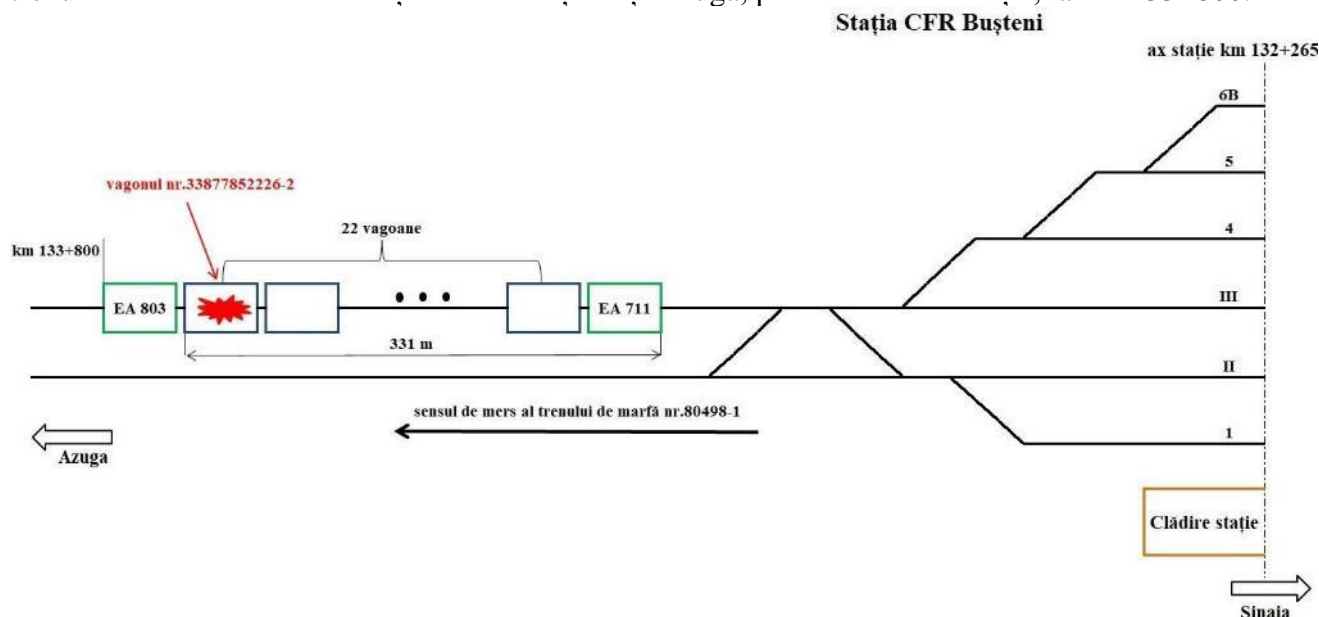 Stația CFR Bușteni
ax stație km 132+265
6B
vagonul nr.33877852226-2
5
22 vagoane
km 133+800
4
EA 803
EA 711
III
331 m
II
sensul de mers al trenului de marfă nr.80498-1
1
Azuga
Clădire stație
Sinaia